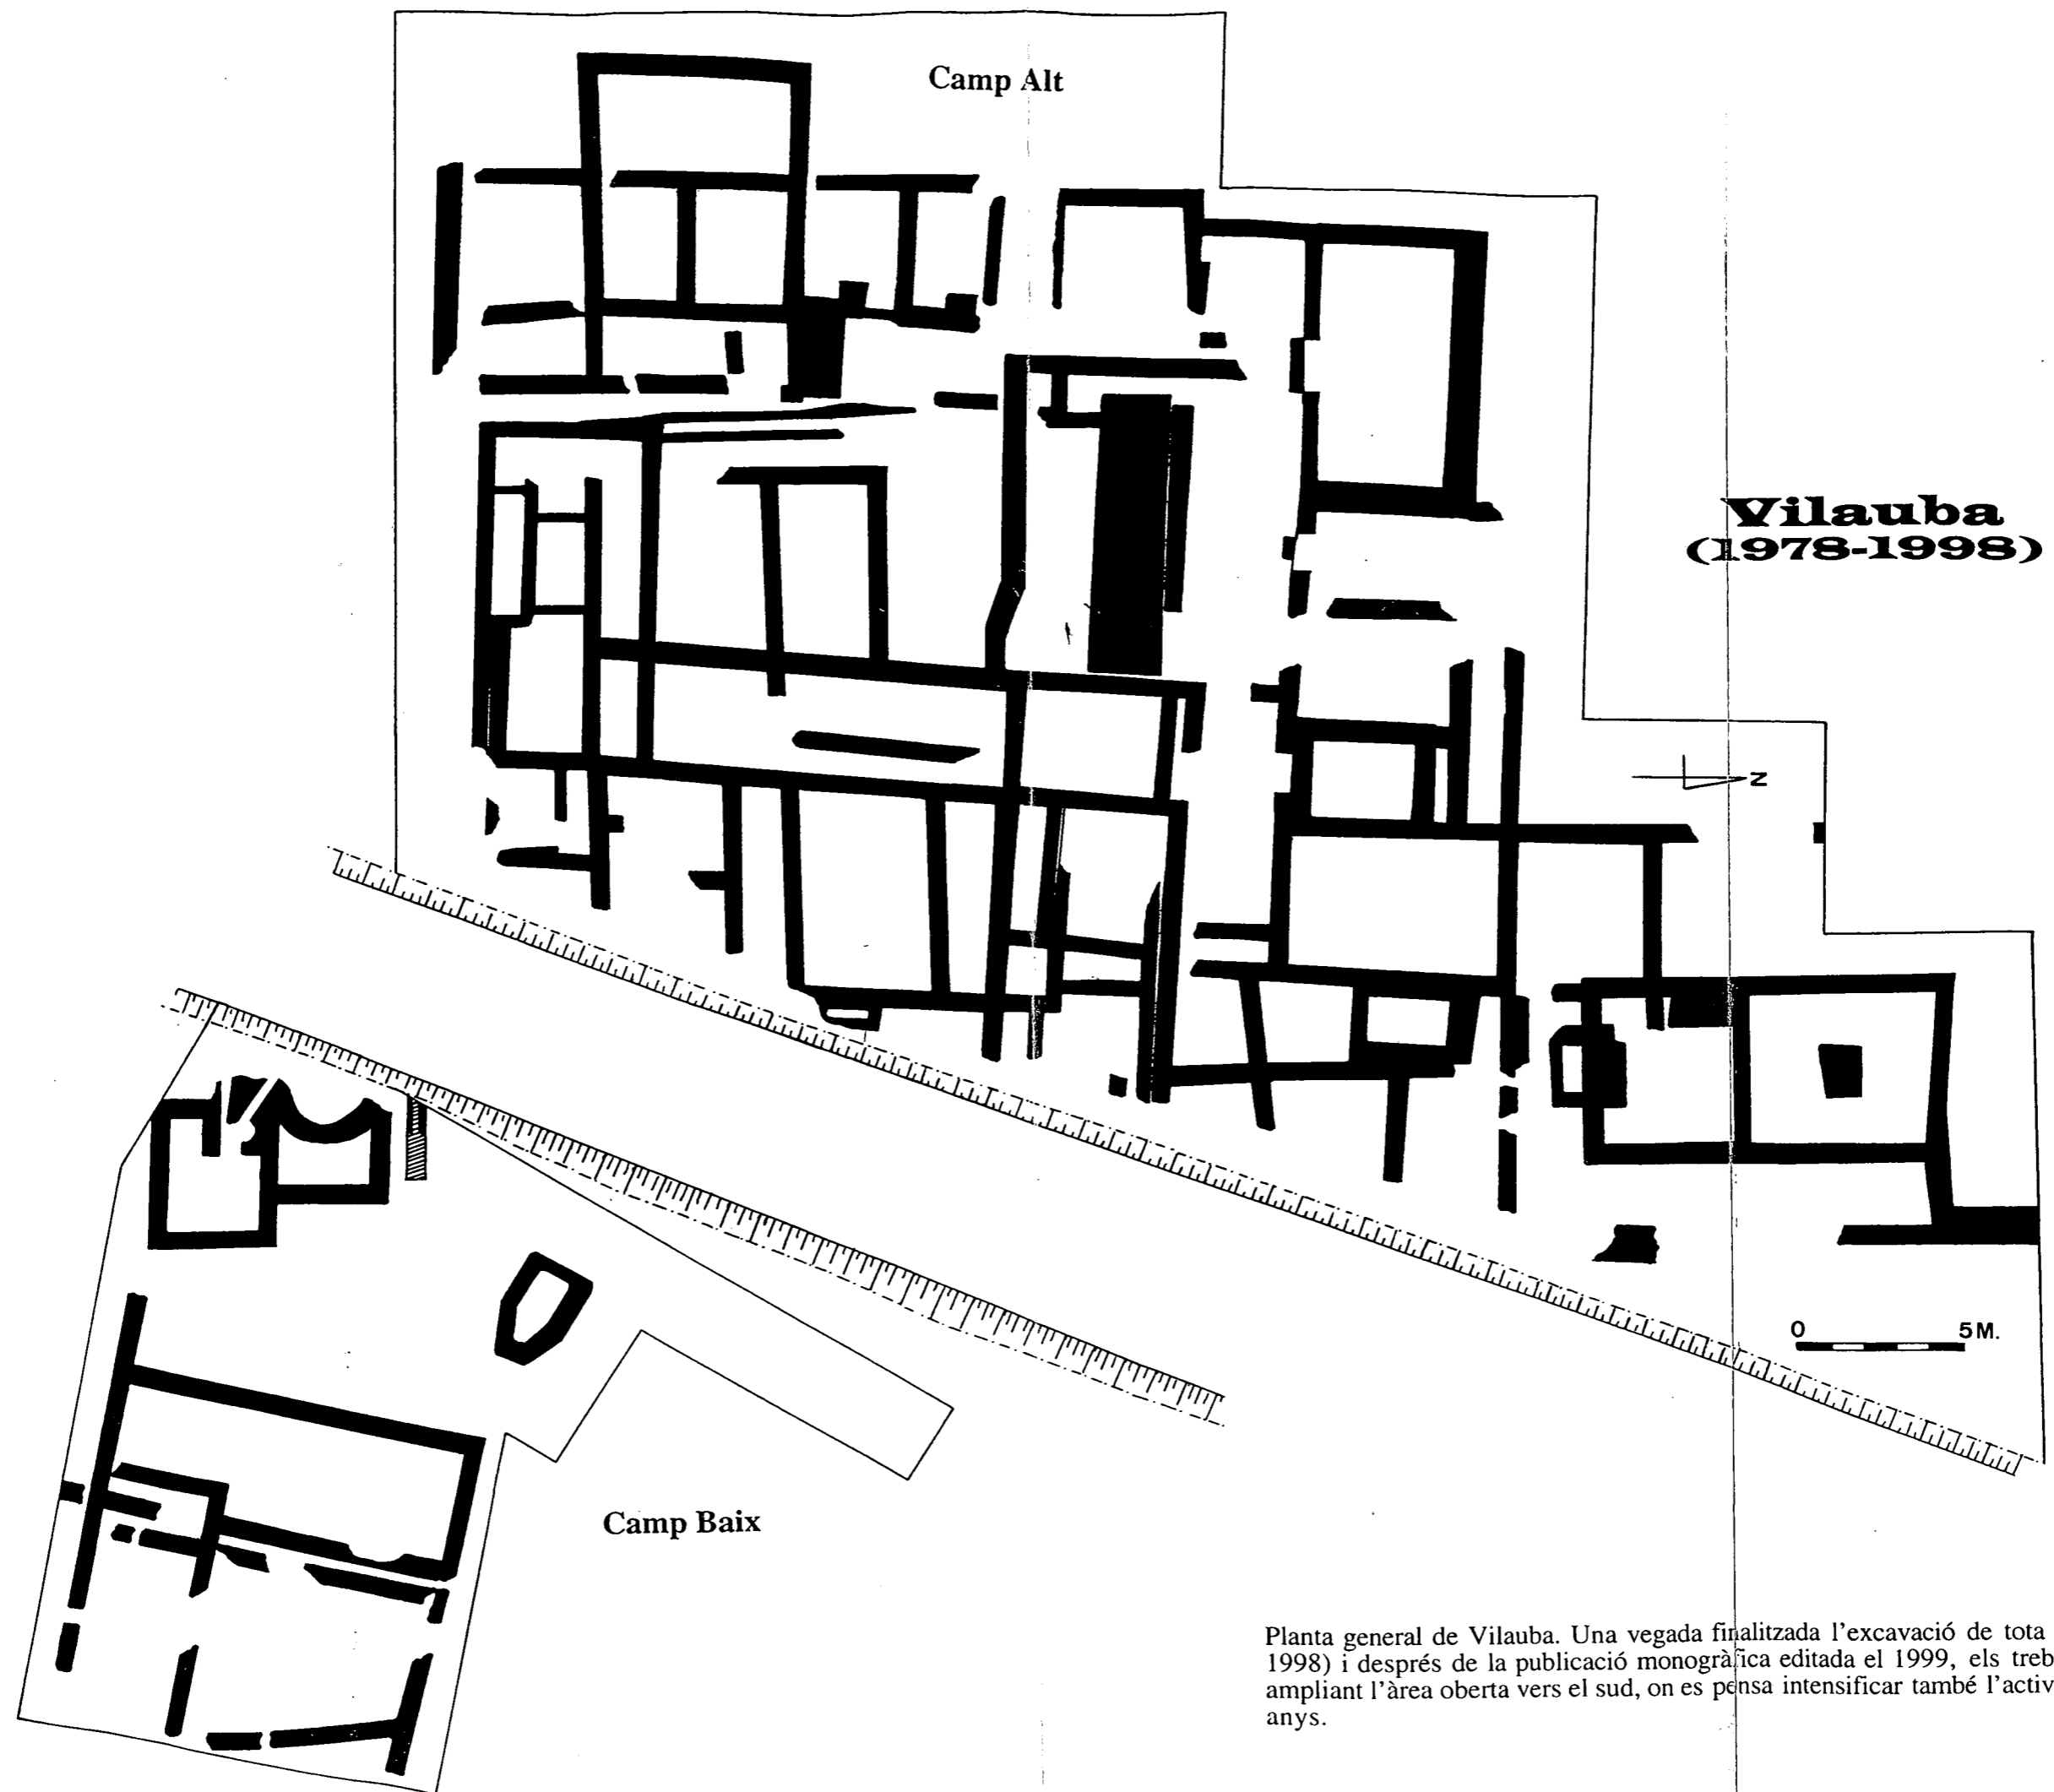 Camp Alt
Vilauba
(1978-1998)
N
0 5 M.
Camp Baix
Planta general de Vilauba. Una vegada finalitzada l'excavació de tota
1998) i després de la publicació monogràfica editada el 1999, els treb
ampliant l'àrea oberta vers el sud, on es pensa intensificar també l'activ
anys.